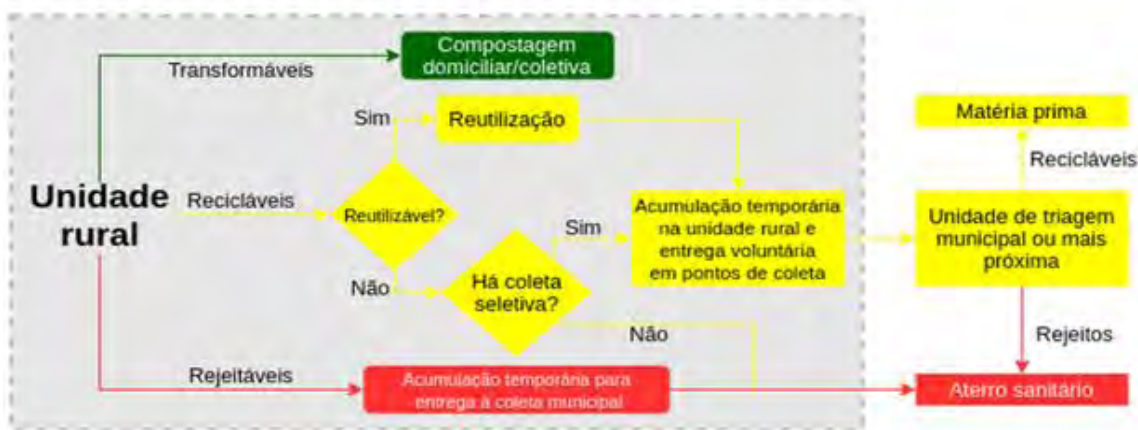 Compostagem
domiciliar/coletiva
Transformáveis
Sim
Reutilização
Matéria prima
Recicláveis
Unidade
rural
Recicláveis
Reutilizável?
Acumulação temporária
na unidade rural e
entrega voluntária
em pontos de coleta
Unidade de triagem
municipal ou mais
próxima
Sim
Não
Há coleta
seletiva?
Não
Rejeitos
Rejeitáveis
Acumulação temporária para
entrega à coleta municipal
Aterro sanitário